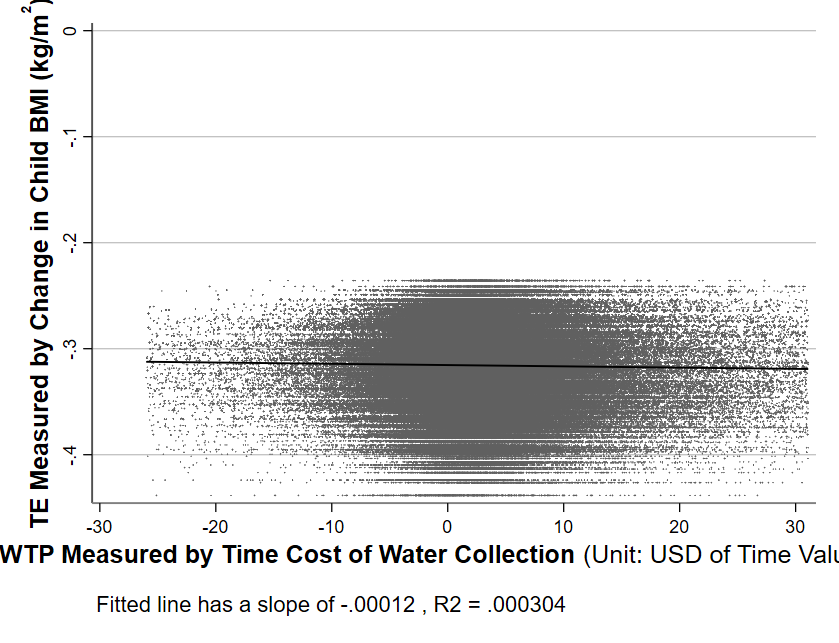 TE Measured by Change in Child BMI (kg/m²)
0
-.1
-.2
-.3
-.4
-30 -20 -10 0 10 20 30
WTP Measured by Time Cost of Water Collection (Unit: USD of Time Valu
Fitted line has a slope of -.00012 , R2 = .000304